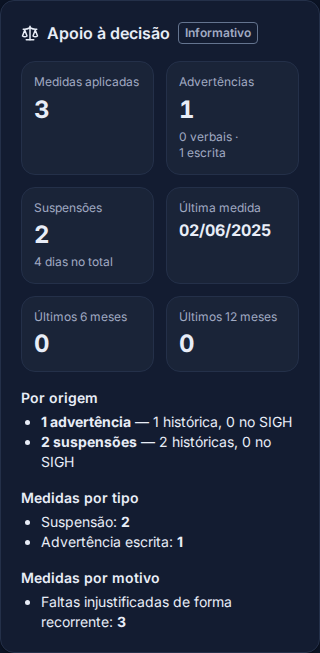 Apoio à decisão Informativo
Medidas aplicadas
3
Advertências
1
0 verbais ·
1 escrita
Suspensões
2
4 dias no total
Última medida
02/06/2025
Últimos 6 meses
0
Últimos 12 meses
0
Por origem
• 1 advertência — 1 histórica, 0 no SIGH
• 2 suspensões — 2 históricas, 0 no
SIGH
Medidas por tipo
• Suspensão: 2
• Advertência escrita: 1
Medidas por motivo
• Faltas injustificadas de forma
recorrente: 3